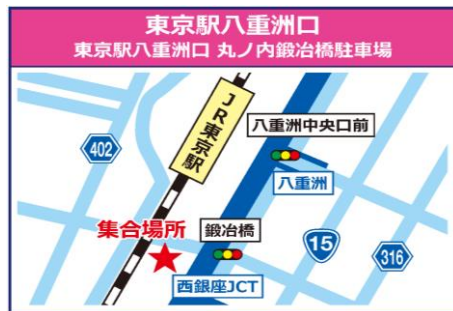 東京駅八重洲口
東京駅八重洲口 丸ノ内鍛冶橋駐車場
JR東京駅
八重洲中央口前
402
八重洲
集合場所
鍛冶橋
15
316
西銀座JCT